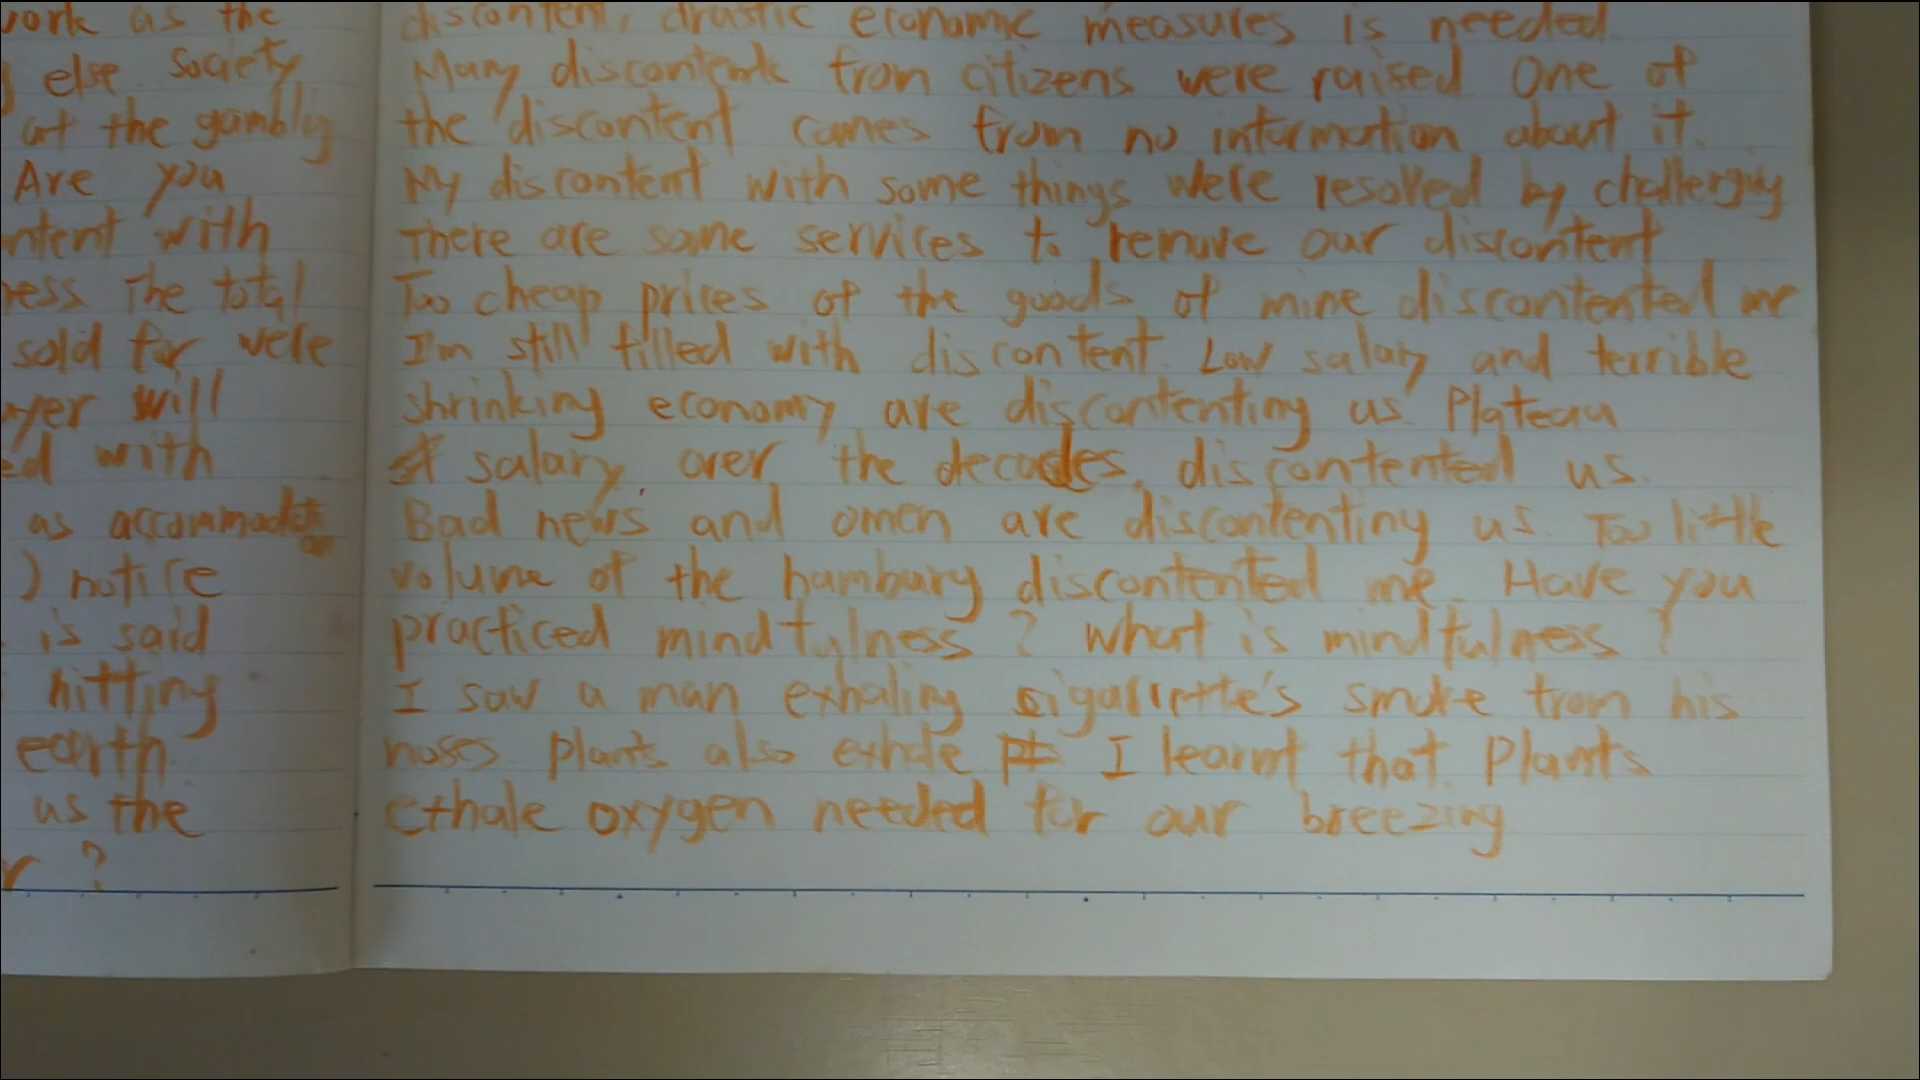 work as the
else society
at the gambling
Are you
ntent with
ness The total
sold for were
ayer will
ed with
as accommodat
) notice
is said
hitting
earth
us the
r ?
discontent, drastic economic measures is needed.
Many discontent from citizens were raised One of
the discontent comes from no information about it.
My discontent with some things were resolved by challenging
There are some services to remove our discontent
Too cheap prices of the goods of mine discontented me
I'm still filled with discontent. Low salary and terrible
shrinking economy are discontenting us. Plateau
salary over the decades, discontented us.
Bad news and omen are discontenting us. Too little
volume of the hambarg discontented me. Have you
practiced mindfulness ? What is mindfulness ?
I saw a man exhaling sigarrette's smoke from his
noses Plants also exhale I learnt that Plants
exhale oxygen needed for our breezing